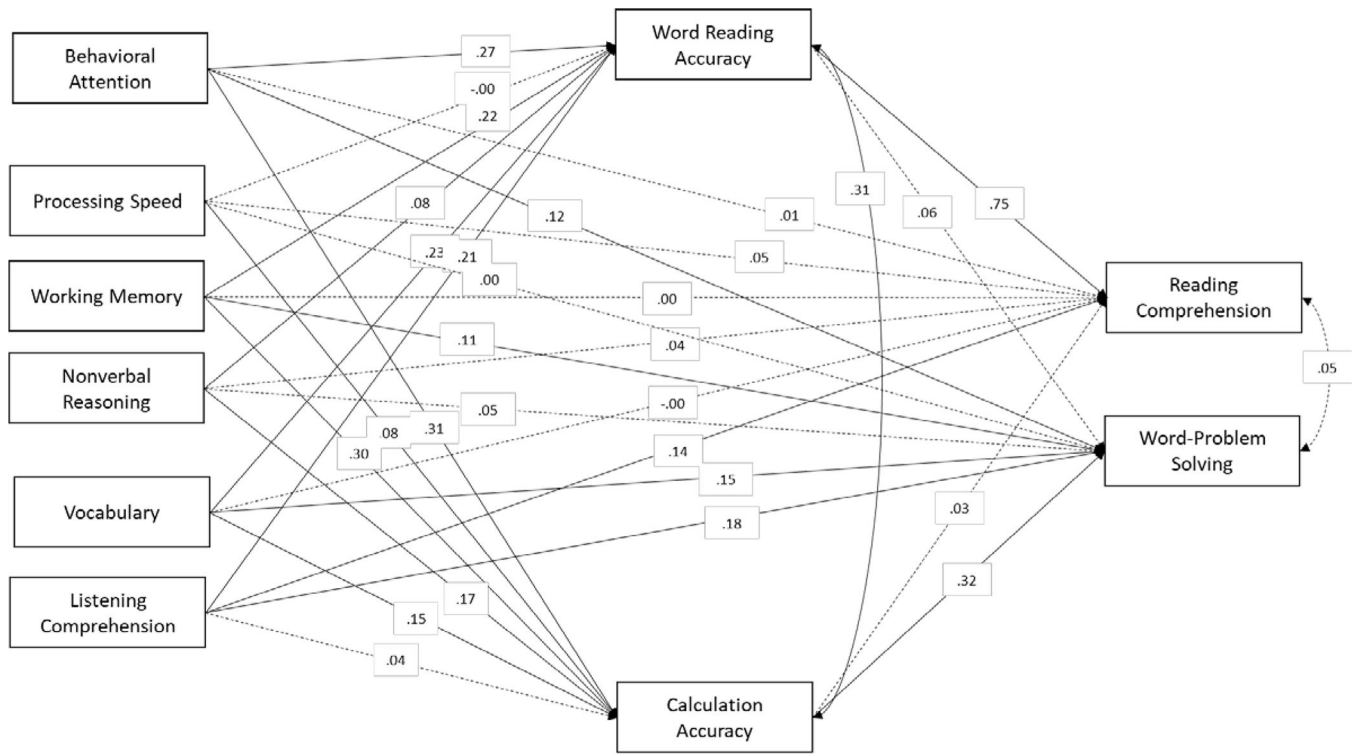 Behavioral
Attention
Processing Speed
Working Memory
Nonverbal
Reasoning
Vocabulary
Listening
Comprehension
Word Reading
Accuracy
Calculation
Accuracy
Reading
Comprehension
Word-Problem
Solving
.27
-.00
.22
.08
.23
.21
.12
.01
.05
.00
.00
.11
.04
.05
-.00
.08
.31
.30
.14
.15
.18
.17
.15
.04
.31
.06
.75
.03
.32
.05